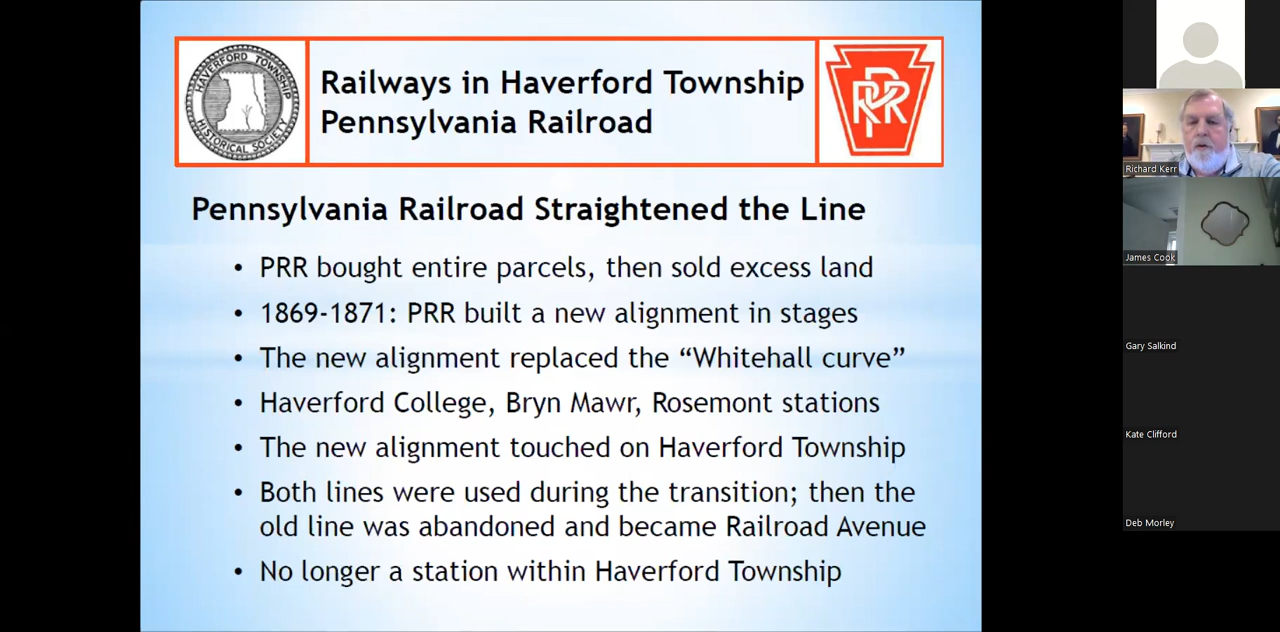 HAVERFORD TOWNSHIP
HISTORICAL SOCIETY
Railways in Haverford Township
Pennsylvania Railroad
PRR
Pennsylvania Railroad Straightened the Line
• PRR bought entire parcels, then sold excess land
• 1869-1871: PRR built a new alignment in stages
• The new alignment replaced the “Whitehall curve”
• Haverford College, Bryn Mawr, Rosemont stations
• The new alignment touched on Haverford Township
• Both lines were used during the transition; then the
old line was abandoned and became Railroad Avenue
• No longer a station within Haverford Township
Richard Kerr
James Cook
Gary Salkind
Kate Clifford
Deb Morley